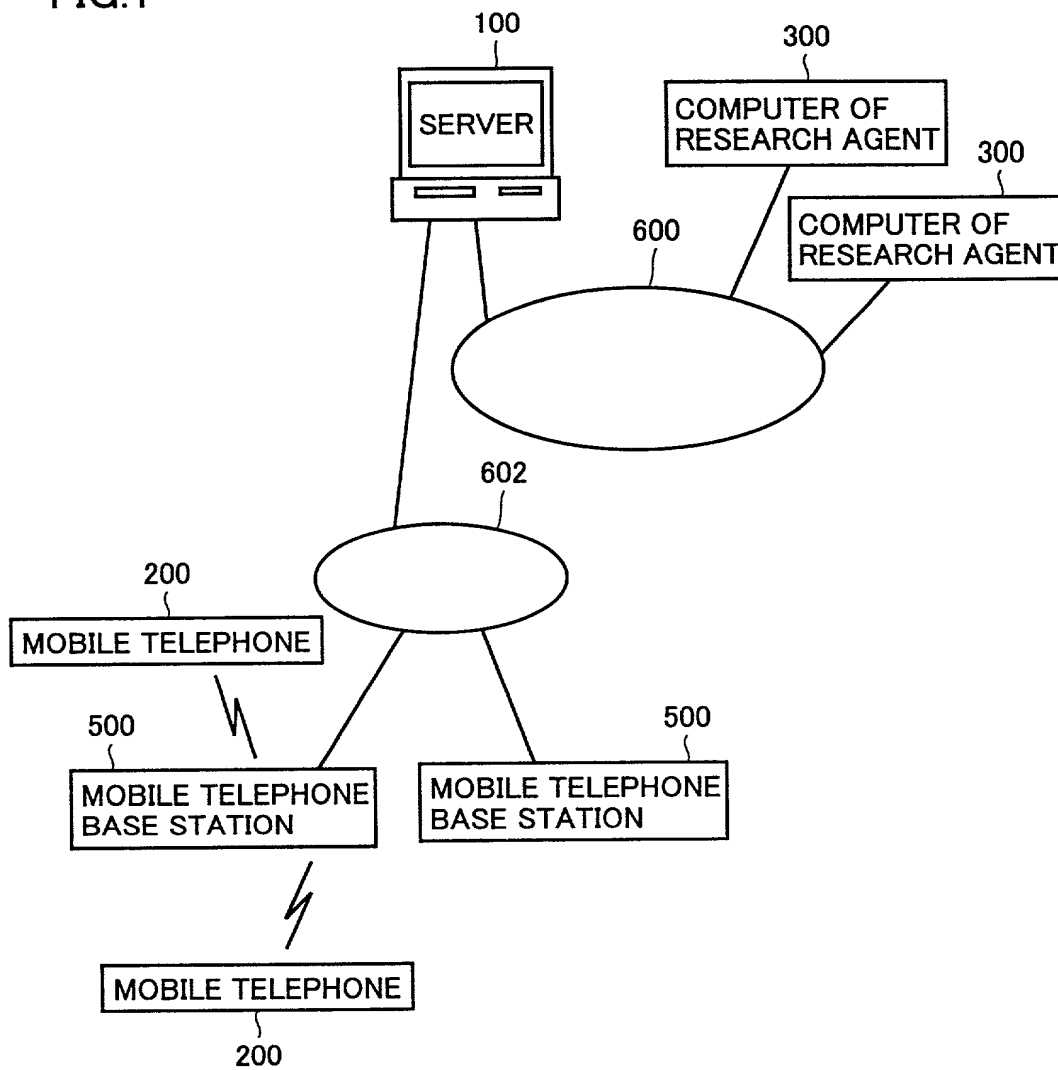 FIG.1
100
SERVER
300
COMPUTER OF
RESEARCH AGENT
300
COMPUTER OF
RESEARCH AGENT
600
602
200
MOBILE TELEPHONE
500
MOBILE TELEPHONE
BASE STATION
500
MOBILE TELEPHONE
BASE STATION
MOBILE TELEPHONE
200